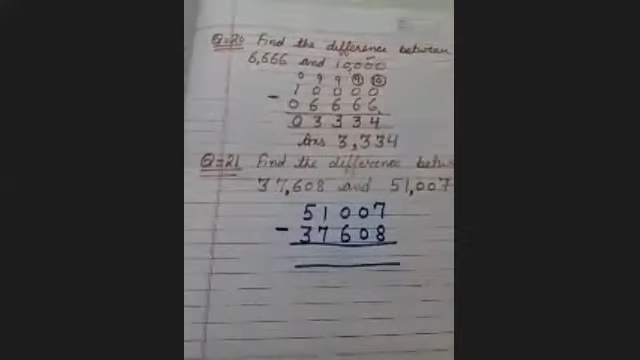 Q=20 Find the difference between
6,666 and 10,000
0 9 9 9 10
1 0 0 0 0
- 0 6 6 6 6
0 3 3 3 4
Ans 3,334
Q=21 Find the difference betw
37,608 and 51,007
5 1 0 0 7
- 3 7 6 0 8